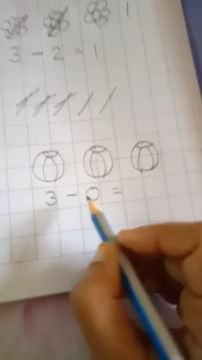 1
3 - 2 = 1
3 - 0 =